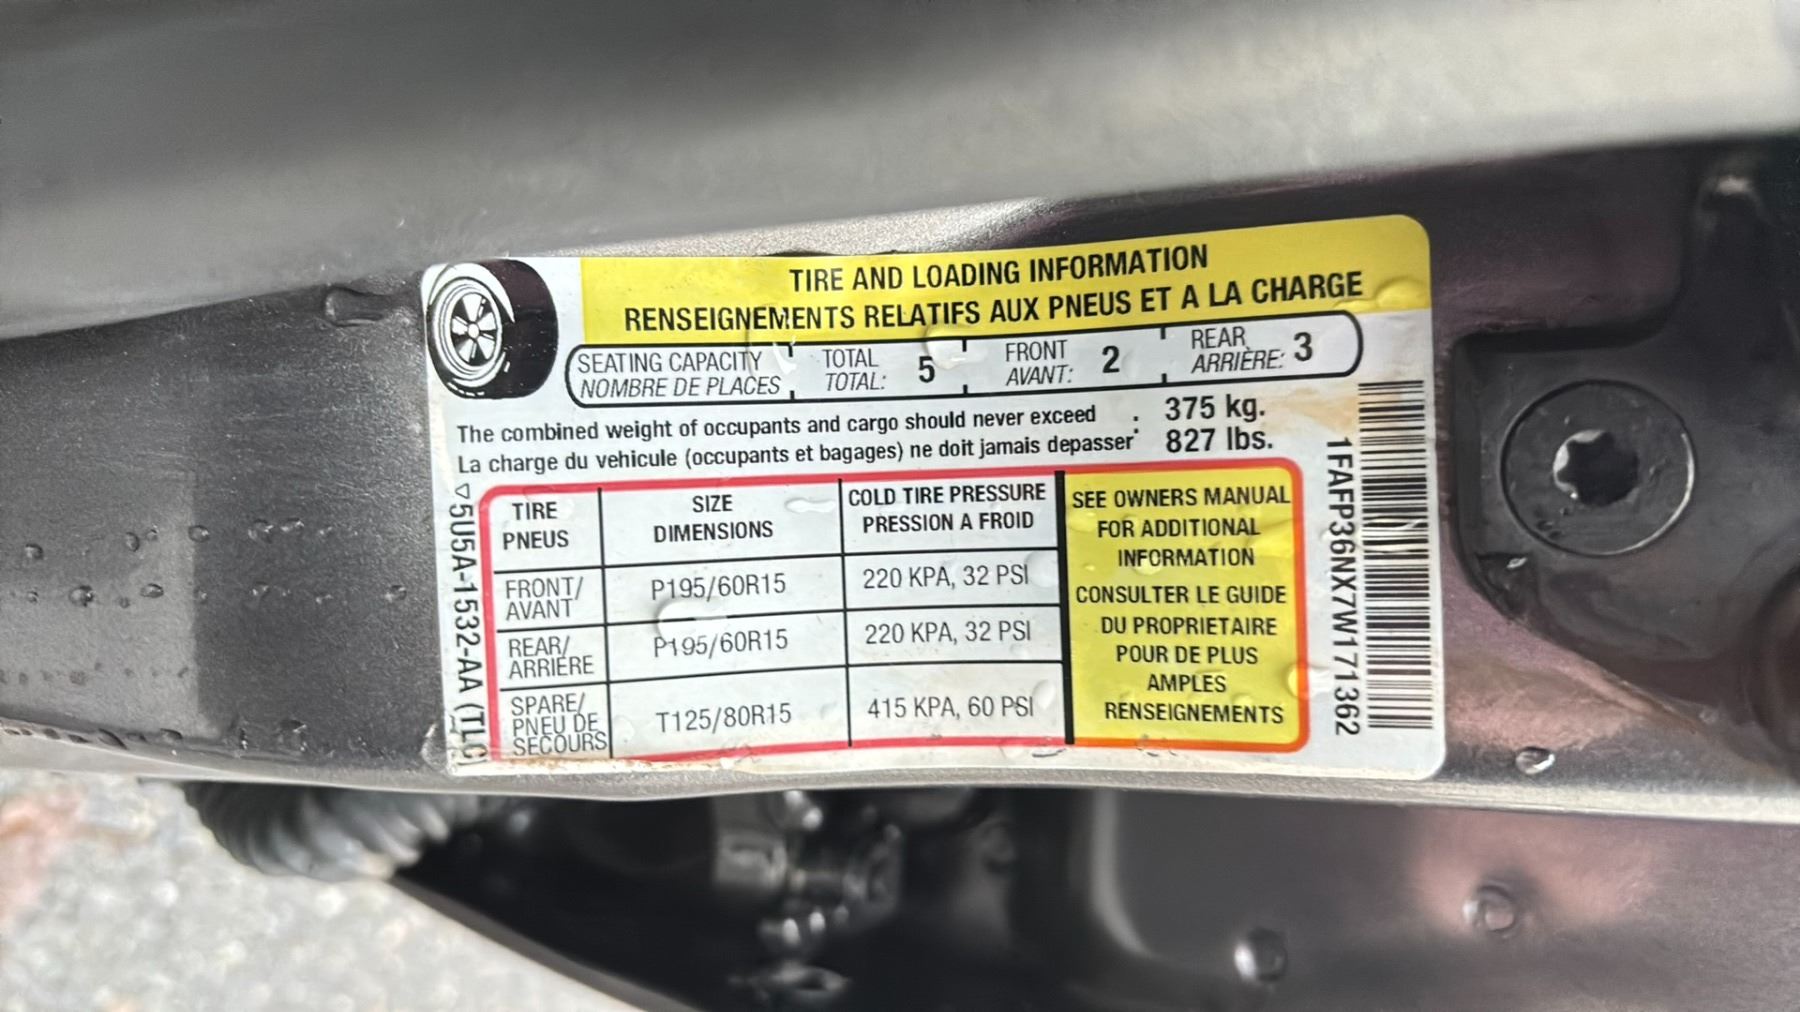 TIRE AND LOADING INFORMATION
RENSEIGNEMENTS RELATIFS AUX PNEUS ET A LA CHARGE
SEATING CAPACITY TOTAL 5 FRONT 2 REAR 3
NOMBRE DE PLACES TOTAL: AVANT: ARRIÈRE:
The combined weight of occupants and cargo should never exceed 375 kg.
La charge du vehicule (occupants et bagages) ne doit jamais depasser 827 lbs.
TIRE SIZE COLD TIRE PRESSURE
PNEUS DIMENSIONS PRESSION A FROID
FRONT/
AVANT P195/60R15 220 KPA, 32 PSI
REAR/
ARRIÈRE P195/60R15 220 KPA, 32 PSI
SPARE/
PNEU DE
SECOURS T125/80R15 415 KPA, 60 PSI
SEE OWNERS MANUAL
FOR ADDITIONAL
INFORMATION
CONSULTER LE GUIDE
DU PROPRIETAIRE
POUR DE PLUS
AMPLES
RENSEIGNEMENTS
5U5A-1532-AA (TLC)
1FAFP36NX7W171362